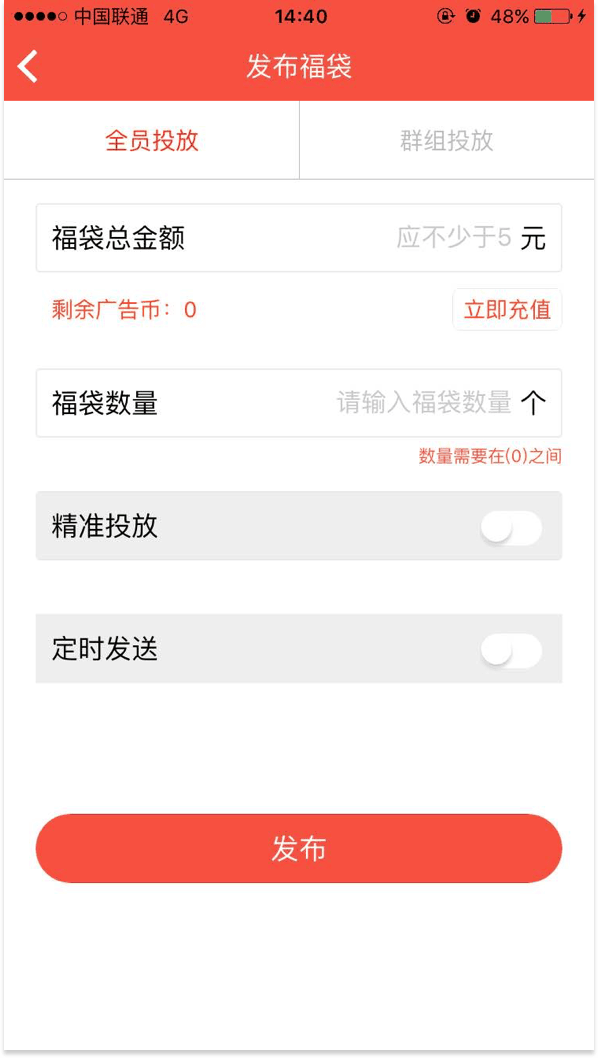 中国联通 4G 14:40 48%
发布福袋
全员投放 群组投放
福袋总金额 应不少于5 元
剩余广告币：0 立即充值
福袋数量 请输入福袋数量 个
数量需要在(0)之间
精准投放
定时发送
发布